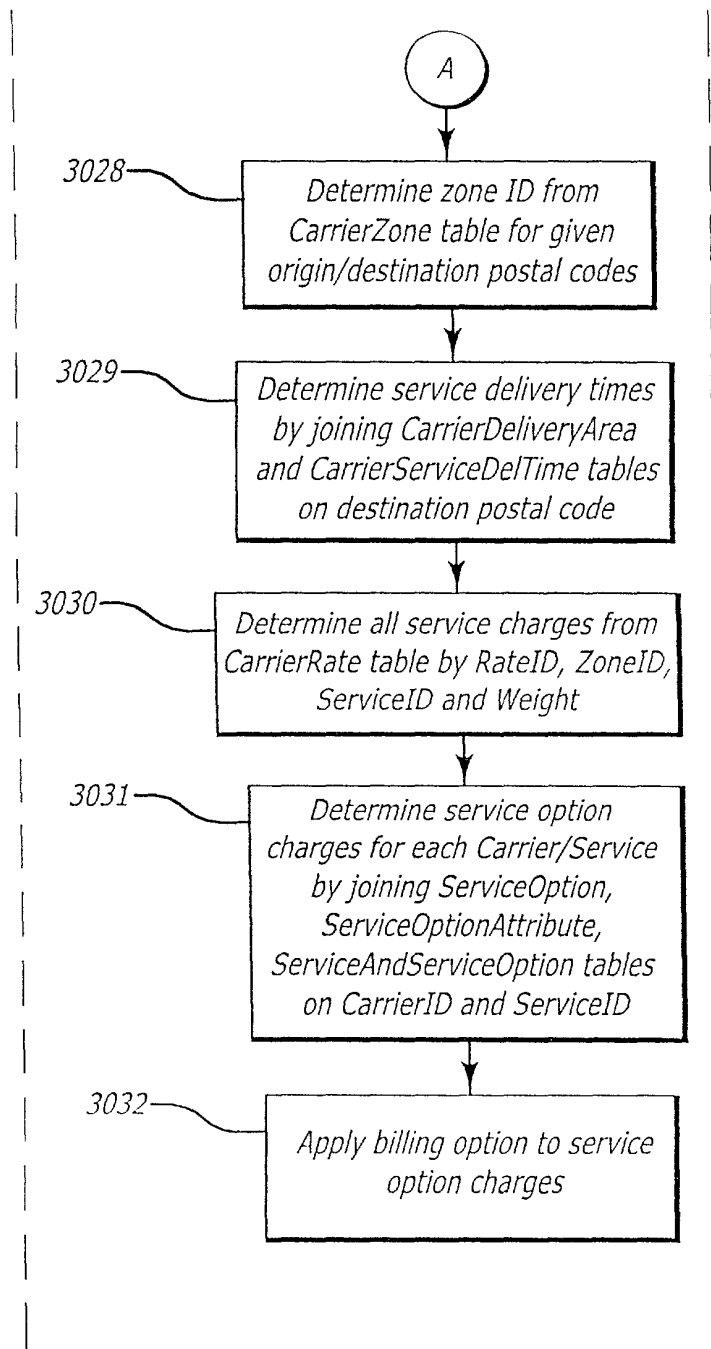 A
3028
Determine zone ID from
CarrierZone table for given
origin/destination postal codes
3029
Determine service delivery times
by joining CarrierDeliveryArea
and CarrierServiceDelTime tables
on destination postal code
3030
Determine all service charges from
CarrierRate table by RateID, ZoneID,
ServiceID and Weight
3031
Determine service option
charges for each Carrier/Service
by joining ServiceOption,
ServiceOptionAttribute,
ServiceAndServiceOption tables
on CarrierID and ServiceID
3032
Apply billing option to service
option charges